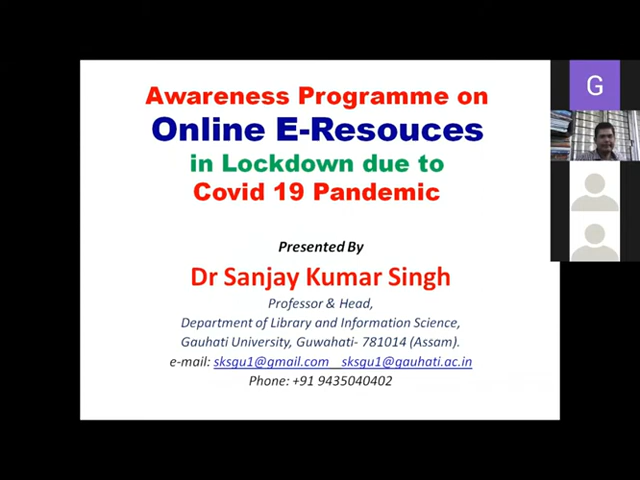 Awareness Programme on
Online E-Resouces
in Lockdown due to
Covid 19 Pandemic
Presented By
Dr Sanjay Kumar Singh
Professor & Head,
Department of Library and Information Science,
Gauhati University, Guwahati- 781014 (Assam).
e-mail: sksgu1@gmail.com sksgu1@gauhati.ac.in
Phone: +91 9435040402
G